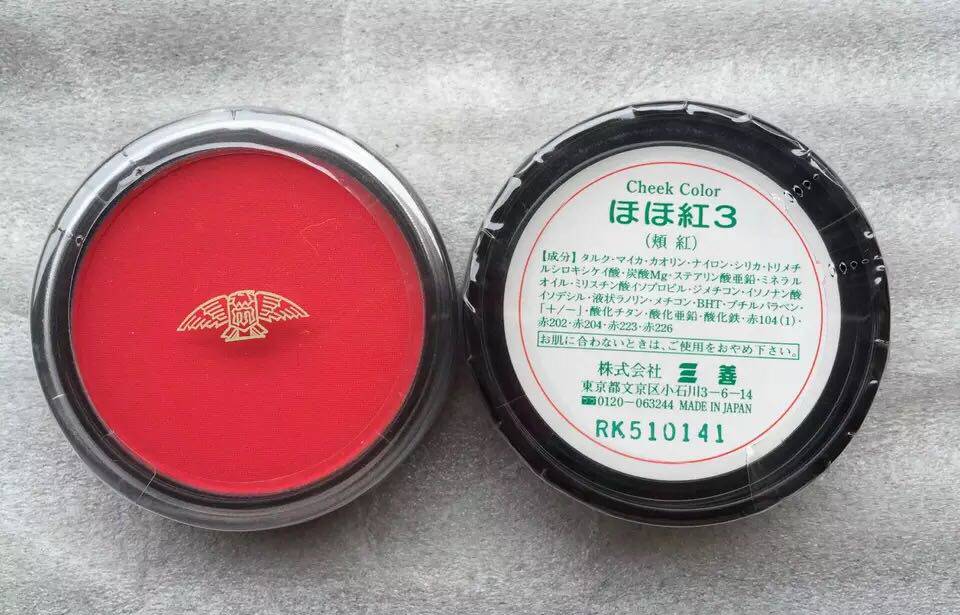 Cheek Color
ほほ紅3
(頬 紅)
【成分】タルク・マイカ・カオリン・ナイロン・シリカ・トリメチ
ルシロキシケイ酸・炭酸Mg・ステアリン酸亜鉛・ミネラル
オイル・ミリスチン酸イソプロピル・ジメチコン・イソノナン酸
イソデシル・液状ラノリン・メチコン・BHT・ブチルパラベン・
「+/−」・酸化チタン・酸化亜鉛・酸化鉄・赤104(1)・
赤202・赤204・赤223・赤226
お肌に合わないときは、ご使用をおやめ下さい。
株式会社 三善
東京都文京区小石川3−6−14
☎0120−063244 MADE IN JAPAN
RK510141